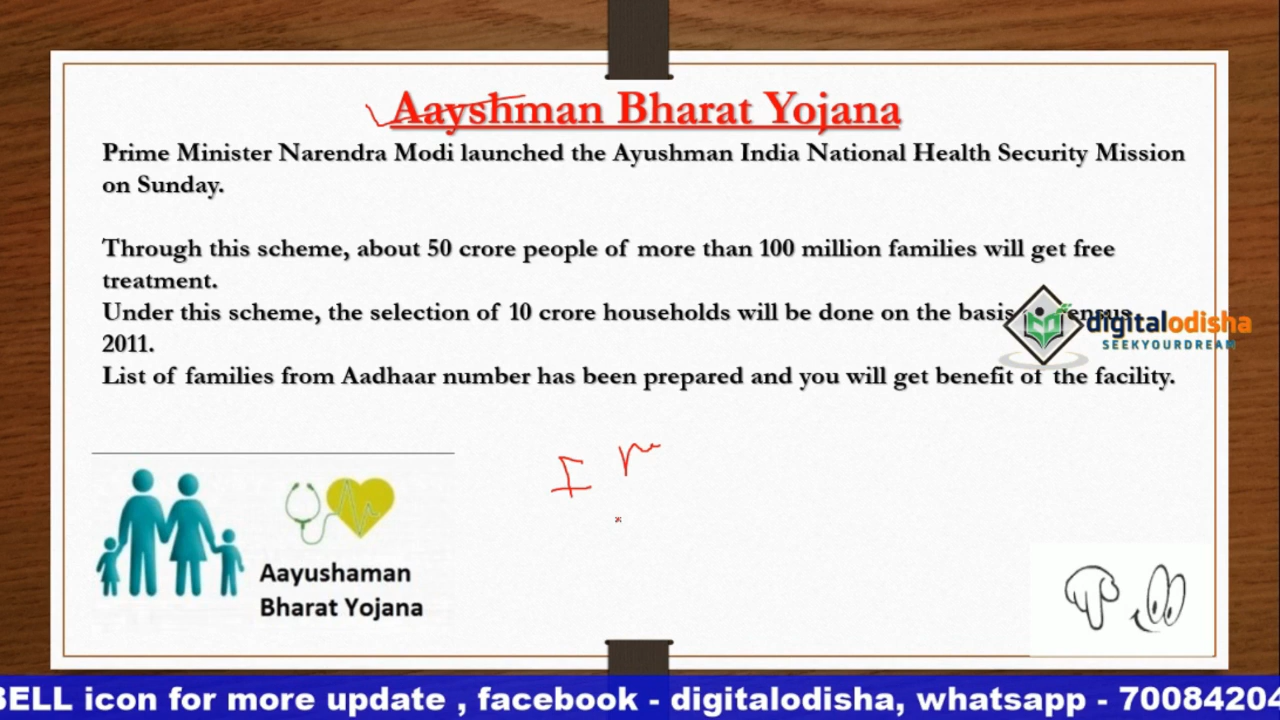 Aayshman Bharat Yojana
Prime Minister Narendra Modi launched the Ayushman India National Health Security Mission
on Sunday.
Through this scheme, about 50 crore people of more than 100 million families will get free
treatment.
Under this scheme, the selection of 10 crore households will be done on the basis
2011.
List of families from Aadhaar number has been prepared and you will get benefit of the facility.
digitalodisha
SEEKYOURDREAM
I
Aayushaman
Bharat Yojana
BELL icon for more update , facebook - digitalodisha, whatsapp - 70084204